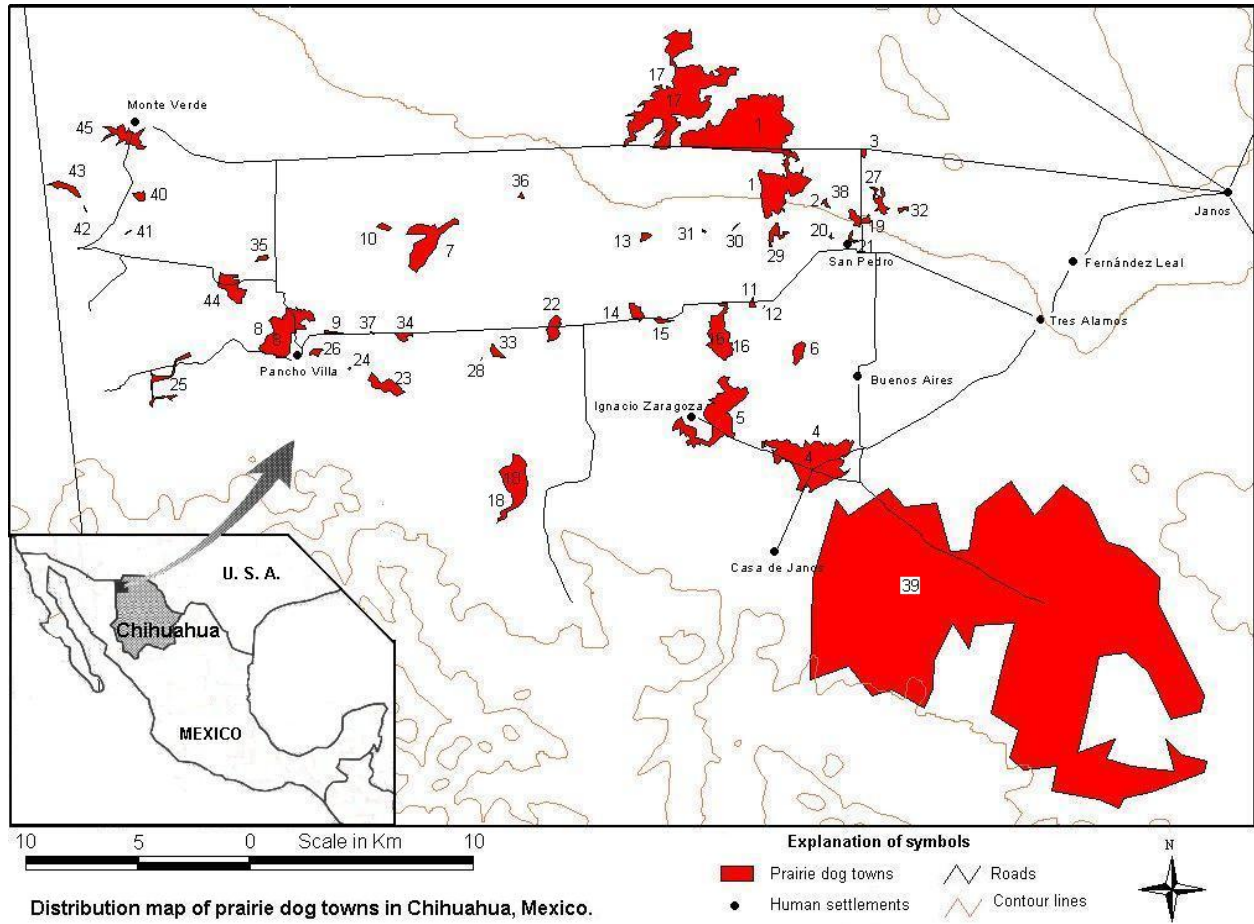 17
17
1
3
Monte Verde
45
43
40
42
41
36
1
2
38
27
32
19
20
21
San Pedro
Janos
10
7
13
31
30
29
35
Fernández Leal
44
11
12
22
14
15
Tres Alamos
8
8
9
37
34
33
16
16
6
26
24
28
Pancho Villa
23
25
Buenos Aires
Ignacio Zaragoza
5
4
4
18
18
Casa de Janos
39
U. S. A.
Chihuahua
MEXICO
10 5 0 Scale in Km 10
Explanation of symbols
N
Prairie dog towns
Roads
Human settlements
Contour lines
Distribution map of prairie dog towns in Chihuahua, Mexico.